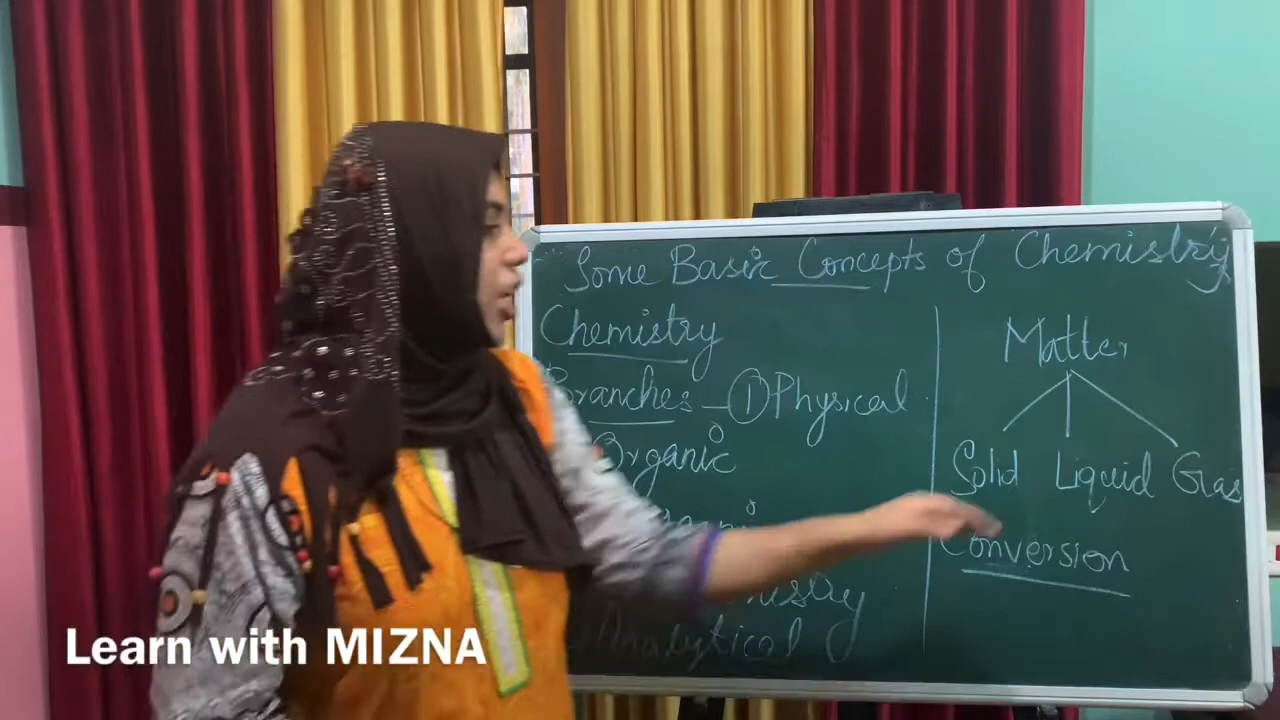 Some Basic Concepts of Chemistry
Chemistry
Branches - ① Physical
Organic
Analytical
Matter
Solid Liquid Gas
Conversion
Learn with MIZNA